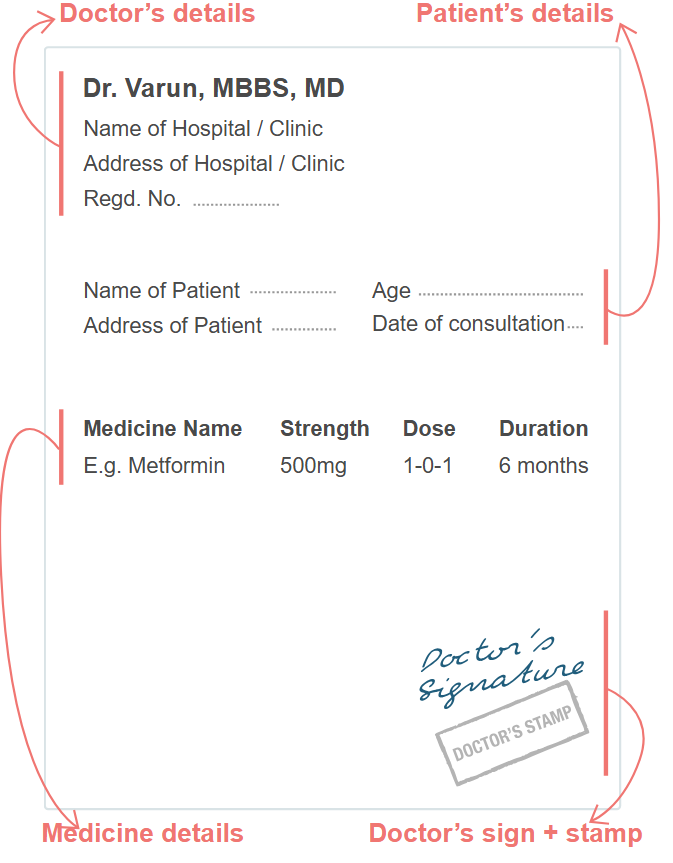 Doctor's details
Patient's details
Dr. Varun, MBBS, MD
Name of Hospital / Clinic
Address of Hospital / Clinic
Regd. No. ....................
Name of Patient ....................
Age ......................................
Address of Patient ...............
Date of consultation....
Medicine Name Strength Dose Duration
E.g. Metformin 500mg 1-0-1 6 months
Doctor's
Signature
DOCTOR'S STAMP
Medicine details
Doctor's sign + stamp